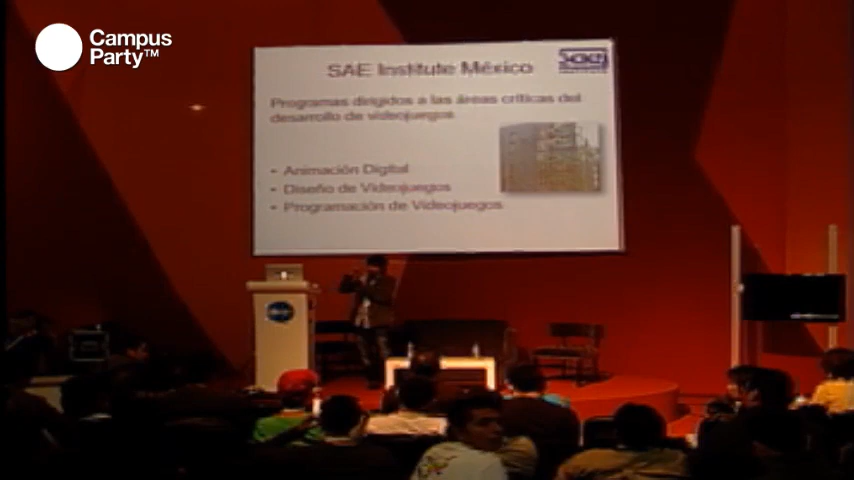 Campus
Party™
SAE Institute México
sae
Programas dirigidos a las áreas críticas del
desarrollo de videojuegos
• Animación Digital
• Diseño de Videojuegos
• Programación de Videojuegos